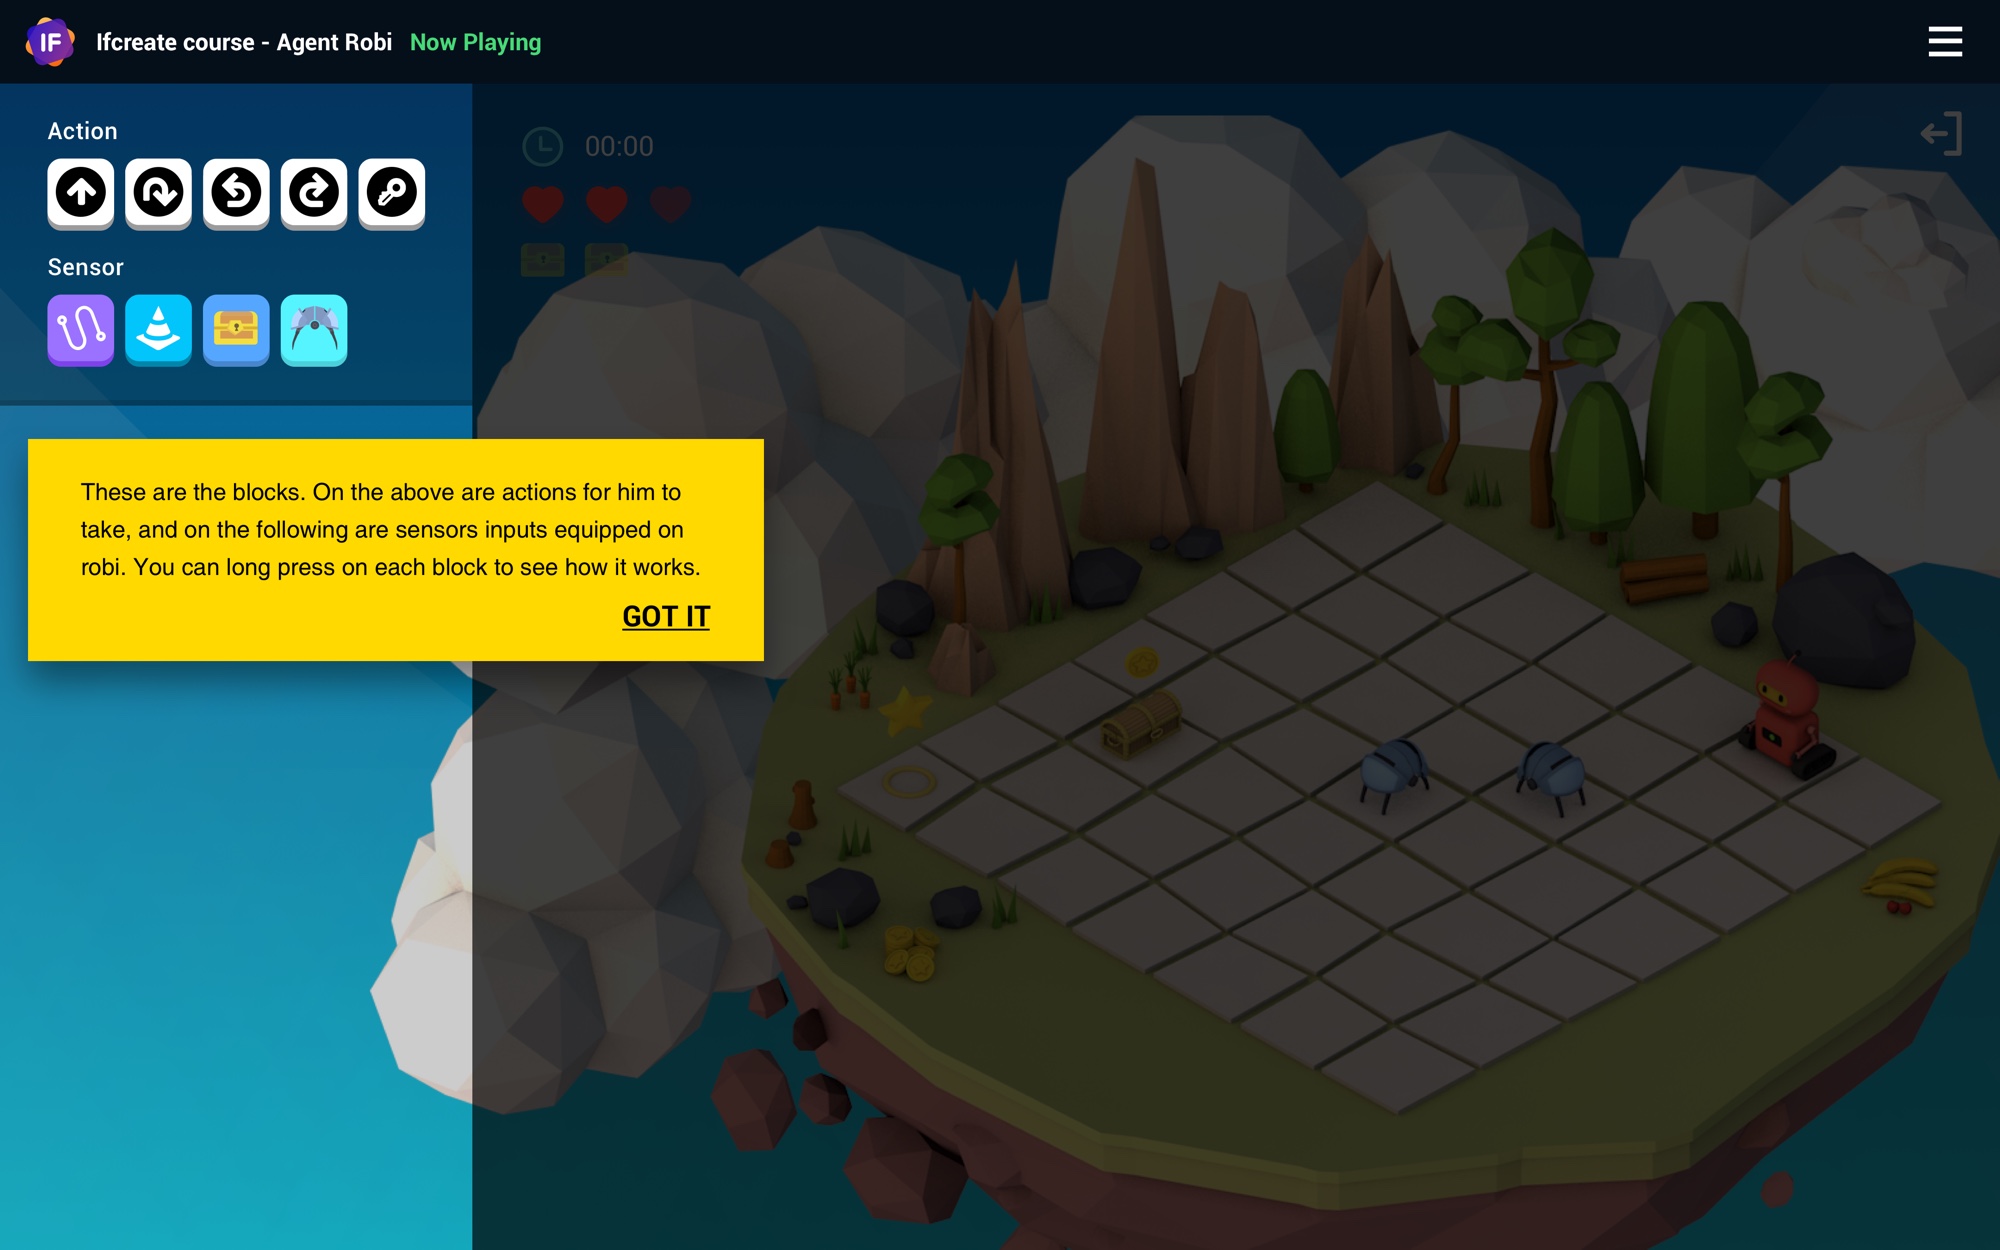 IF Ifcreate course - Agent Robi Now Playing
Action
00:00
Sensor
These are the blocks. On the above are actions for him to
take, and on the following are sensors inputs equipped on
robi. You can long press on each block to see how it works.
GOT IT